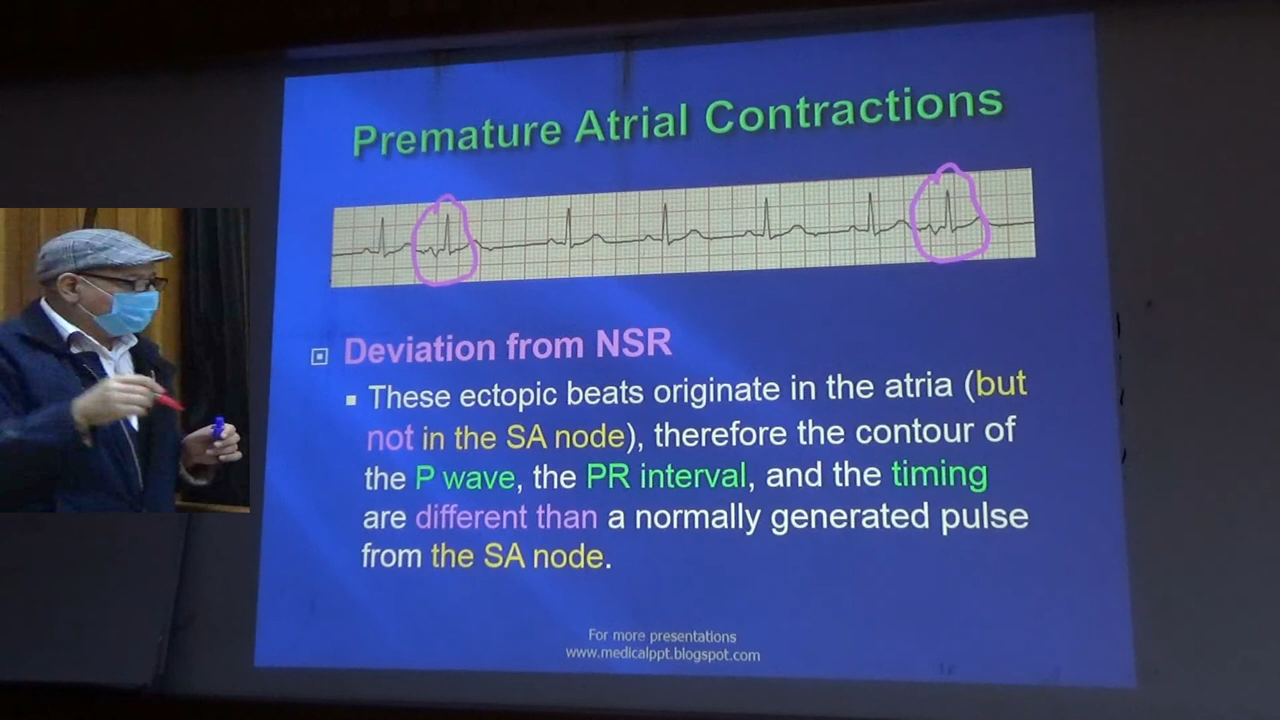 Premature Atrial Contractions
Deviation from NSR
These ectopic beats originate in the atria (but
not in the SA node), therefore the contour of
the P wave, the PR interval, and the timing
are different than a normally generated pulse
from the SA node.
For more presentations
www.medicalppt.blogspot.com